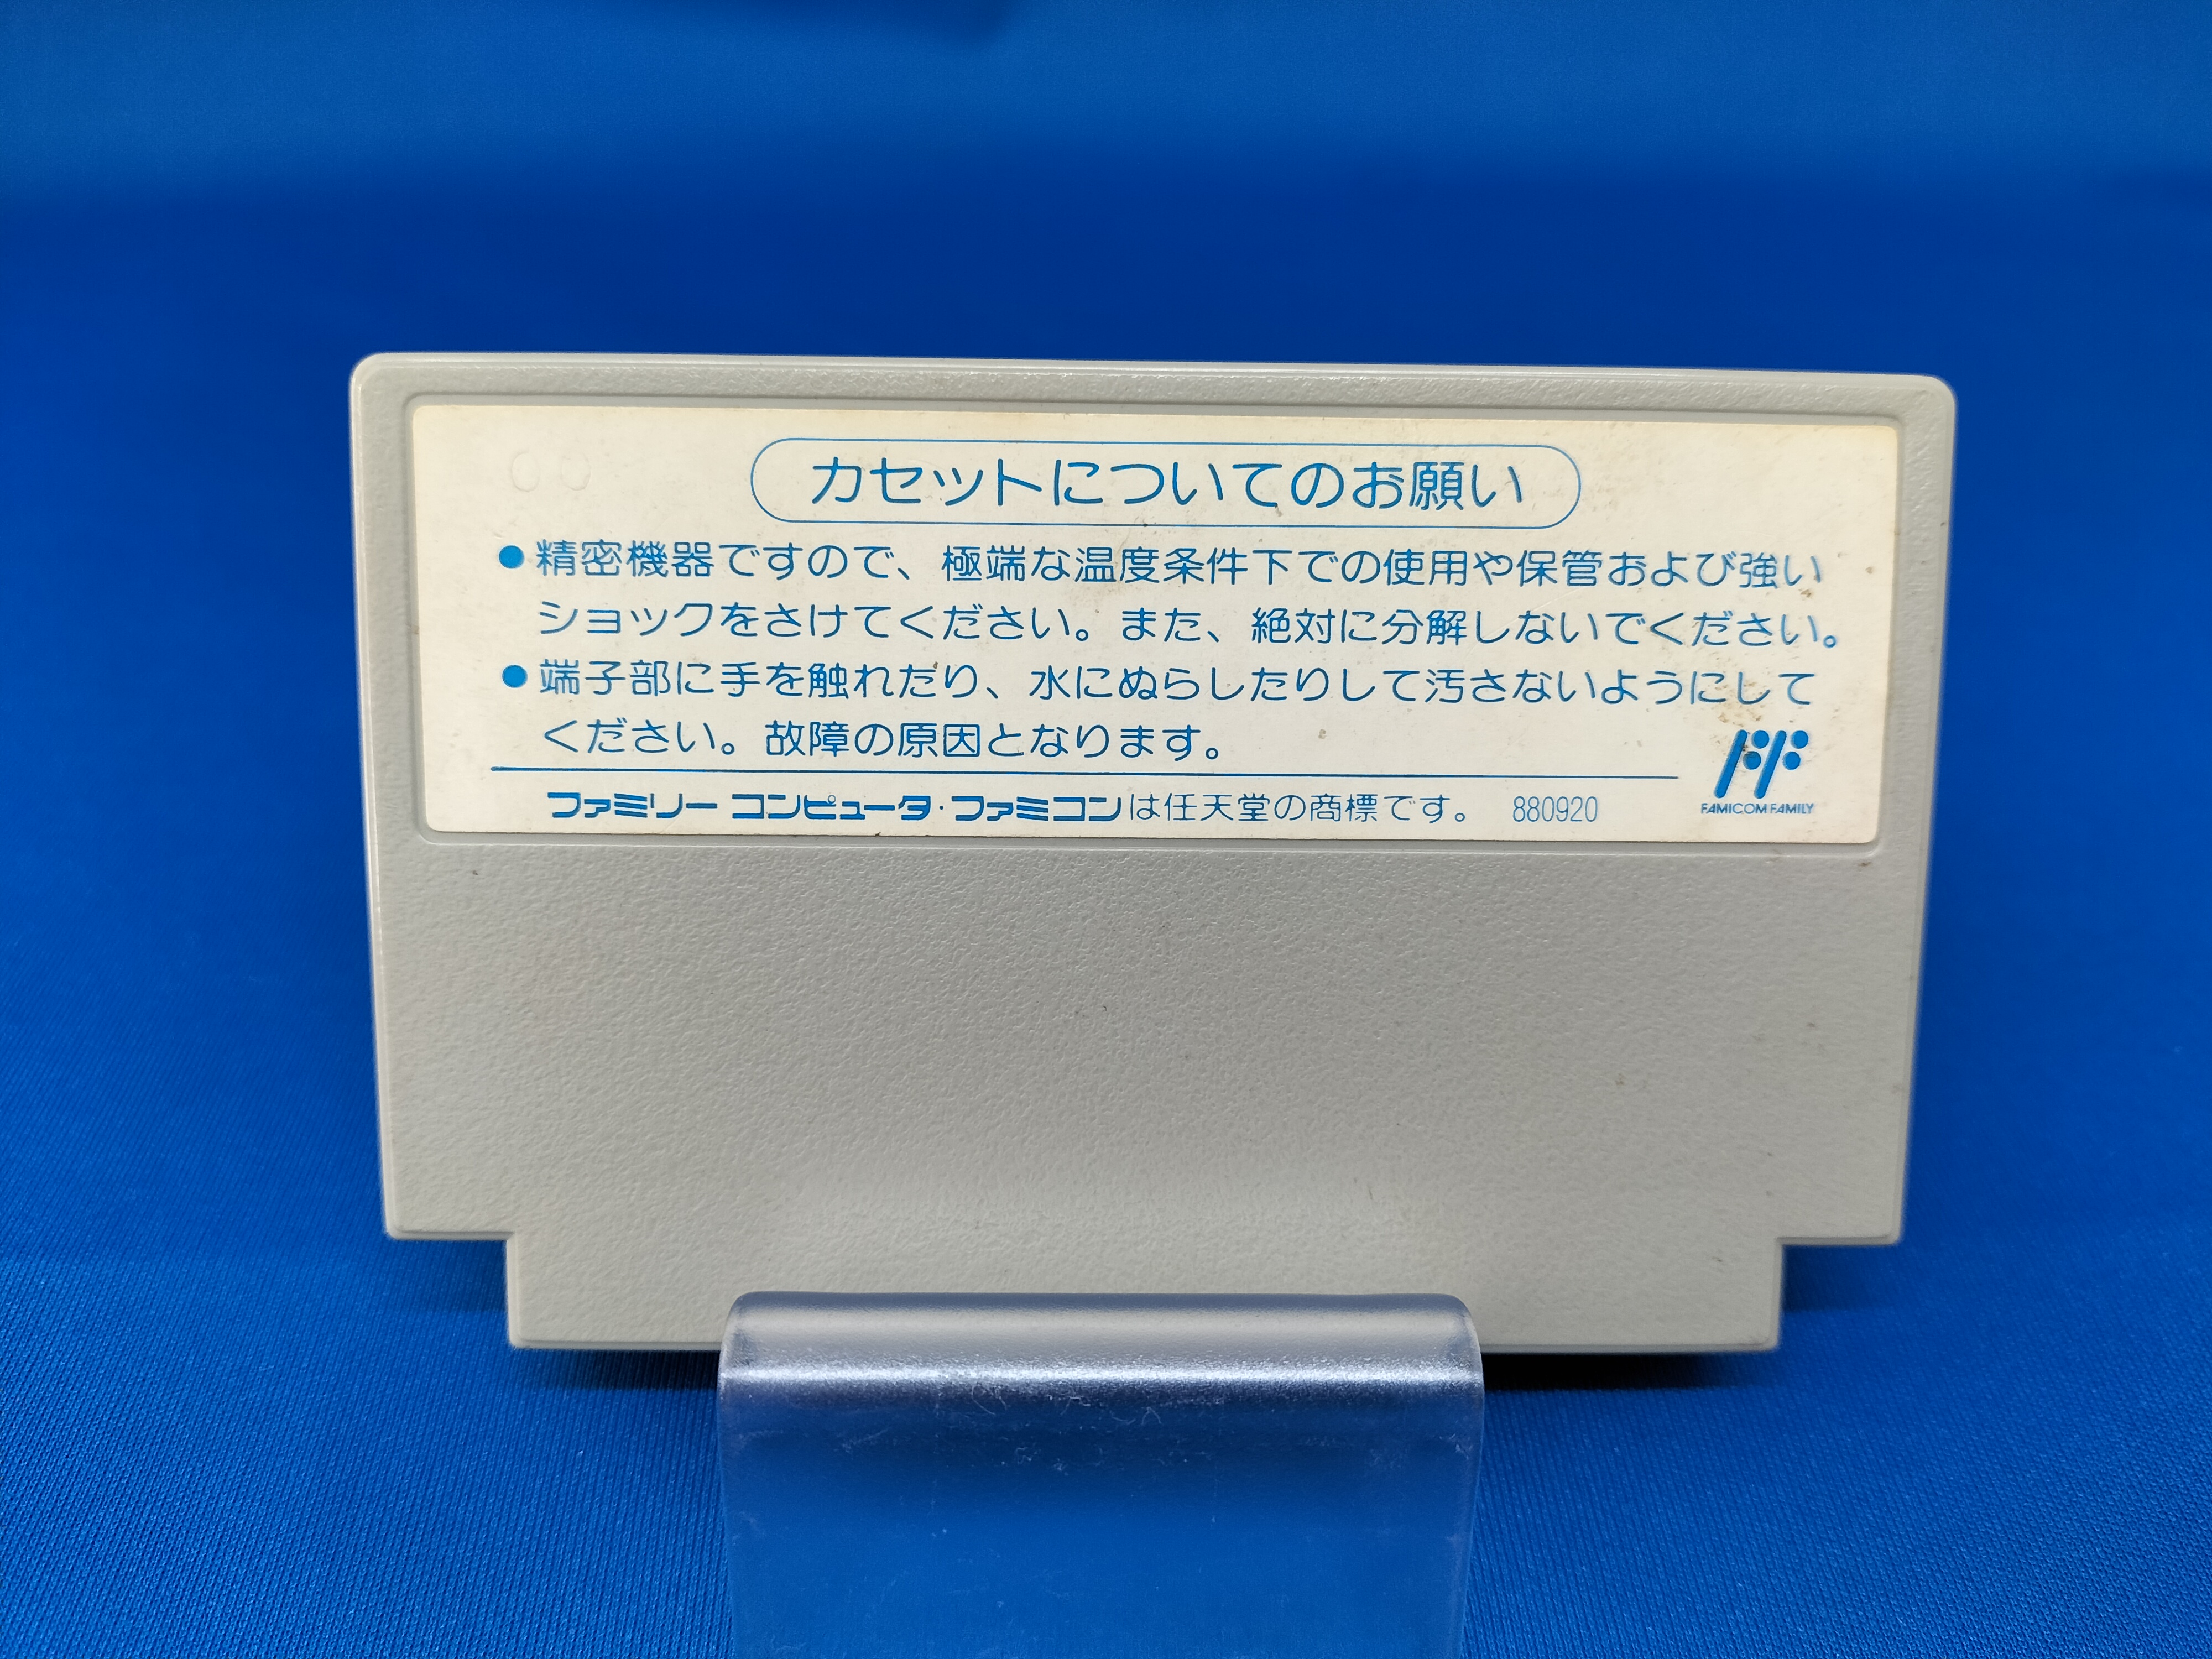 カセットについてのお願い
●精密機器ですので、極端な温度条件下での使用や保管および強い
ショックをさけてください。また、絶対に分解しないでください。
●端子部に手を触れたり、水にぬらしたりして汚さないようにして
ください。故障の原因となります。
ファミリーコンピュータ・ファミコンは任天堂の商標です。 880920
FAMICOM FAMILY